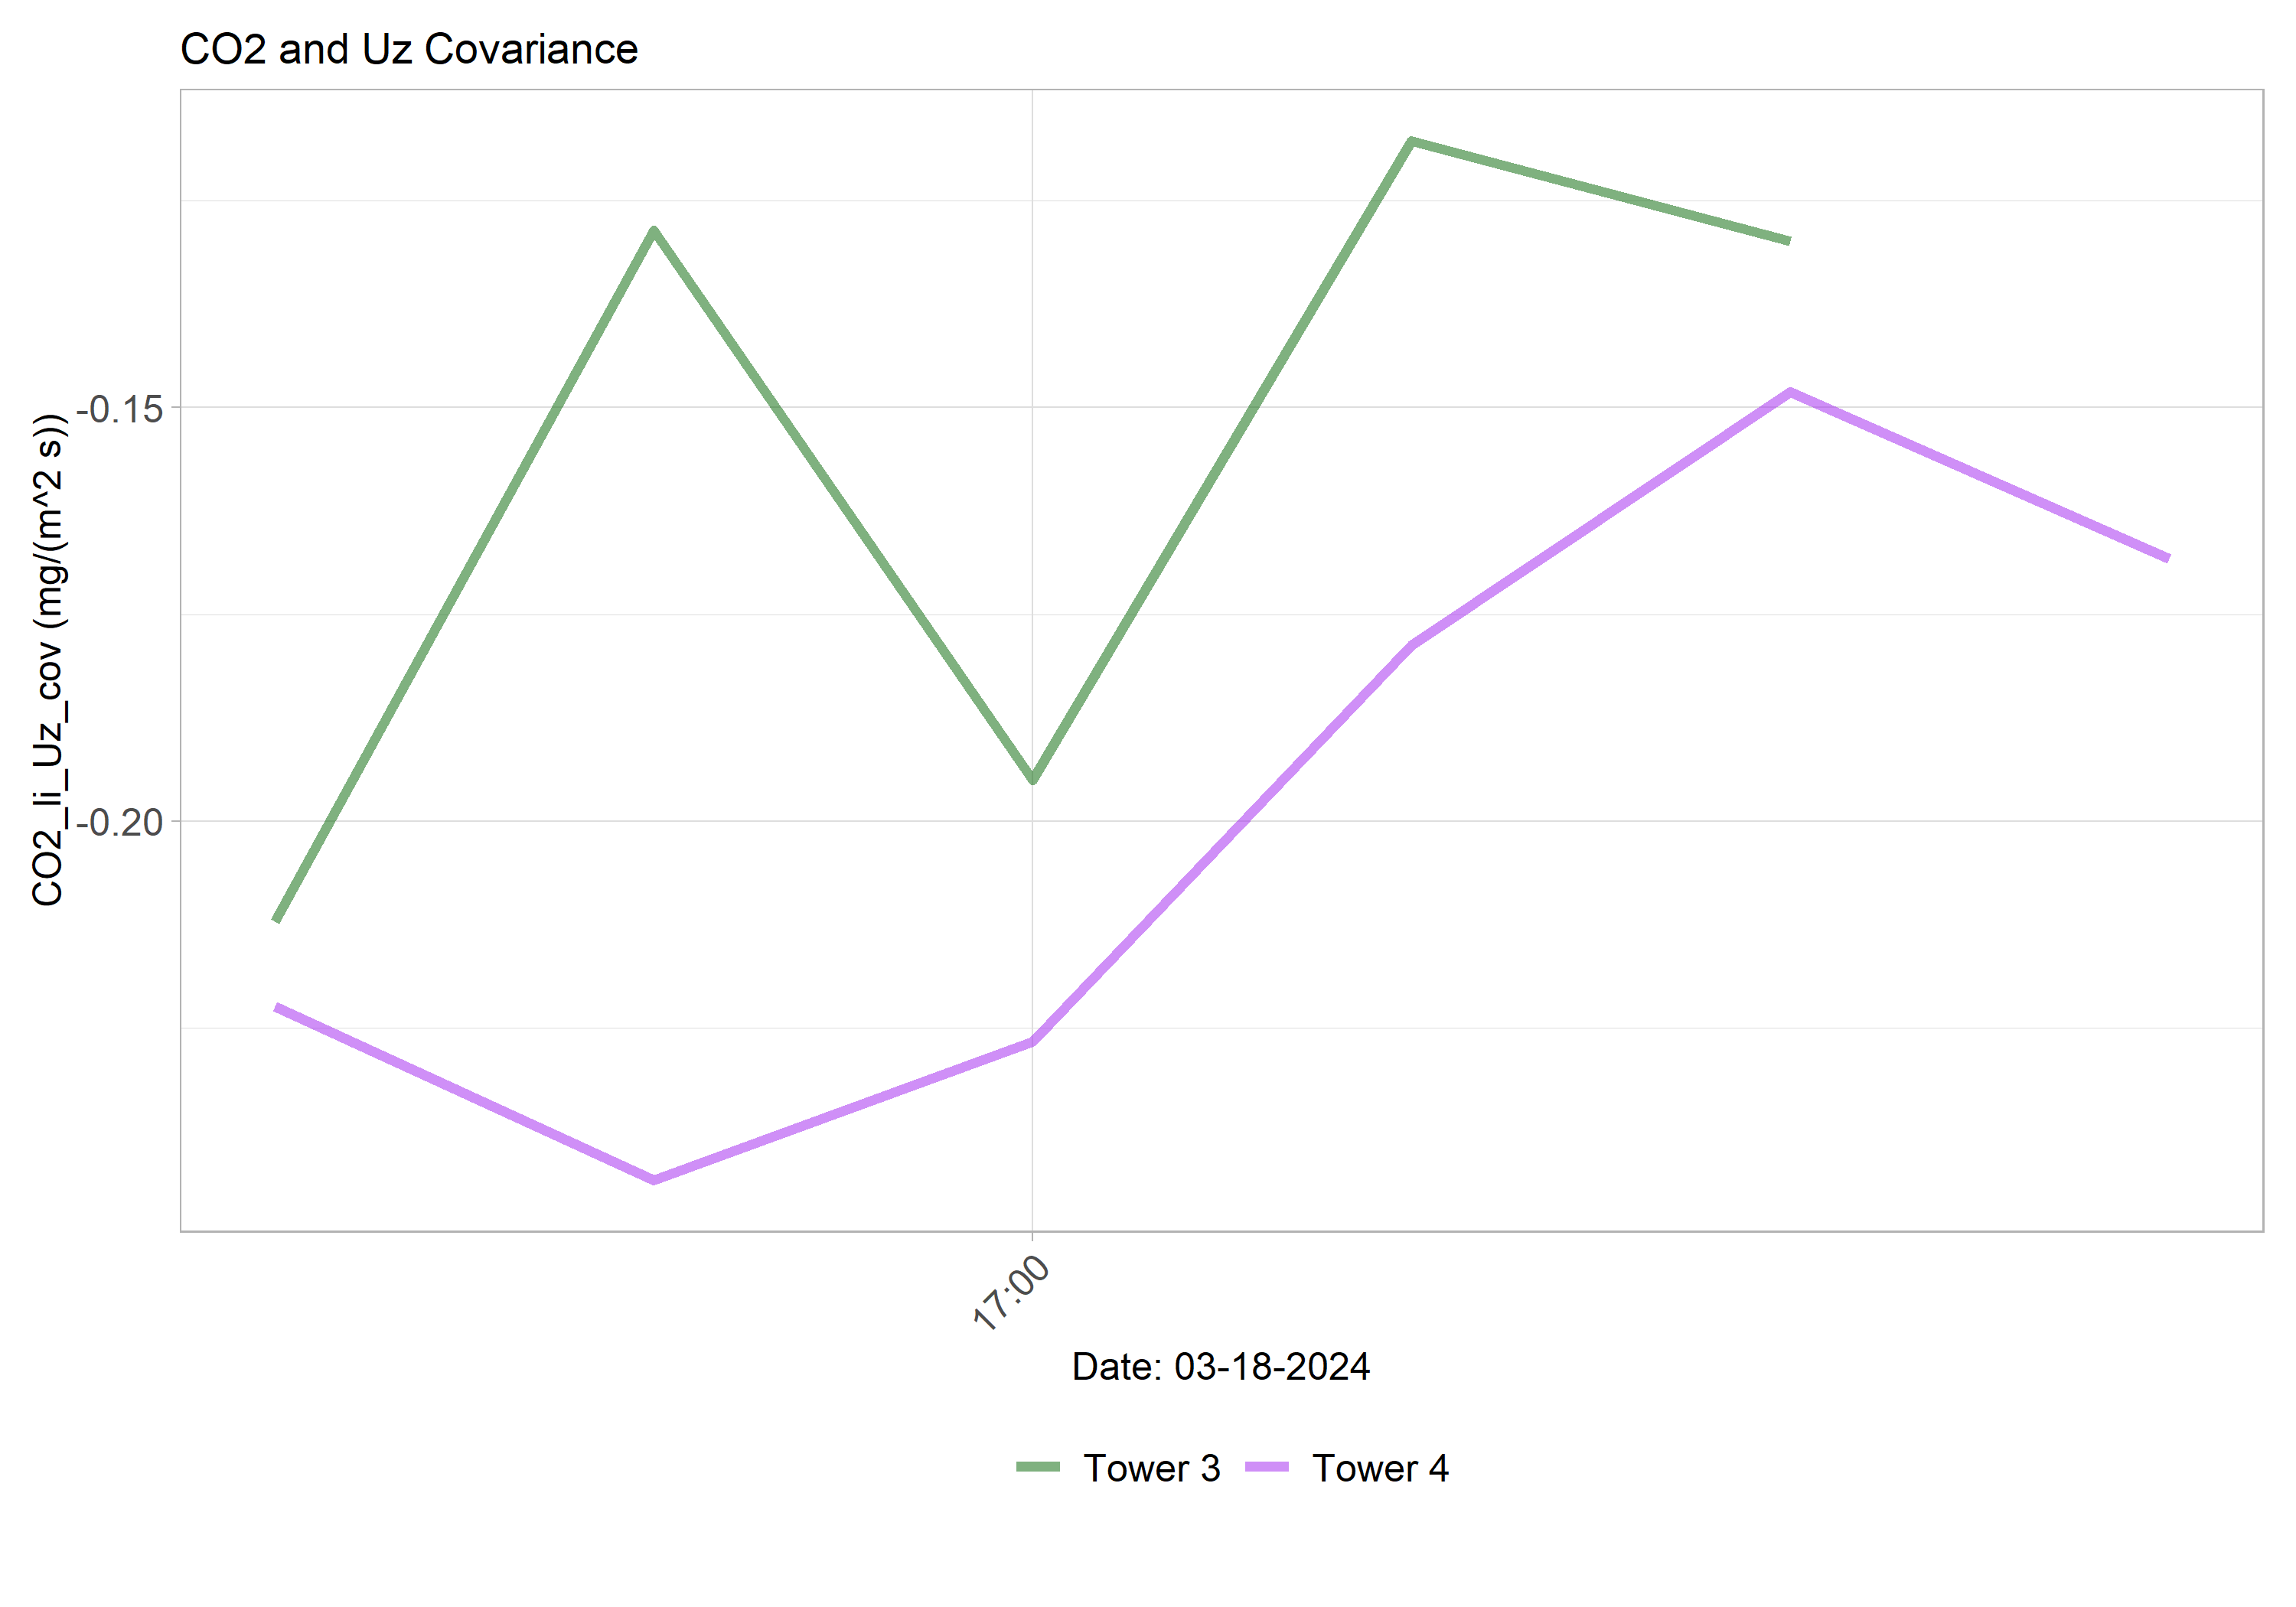 CO2 and Uz Covariance
CO2_li_Uz_cov (mg/(m^2 s))
-0.15
-0.20
17:00
Date: 03-18-2024
Tower 3
Tower 4